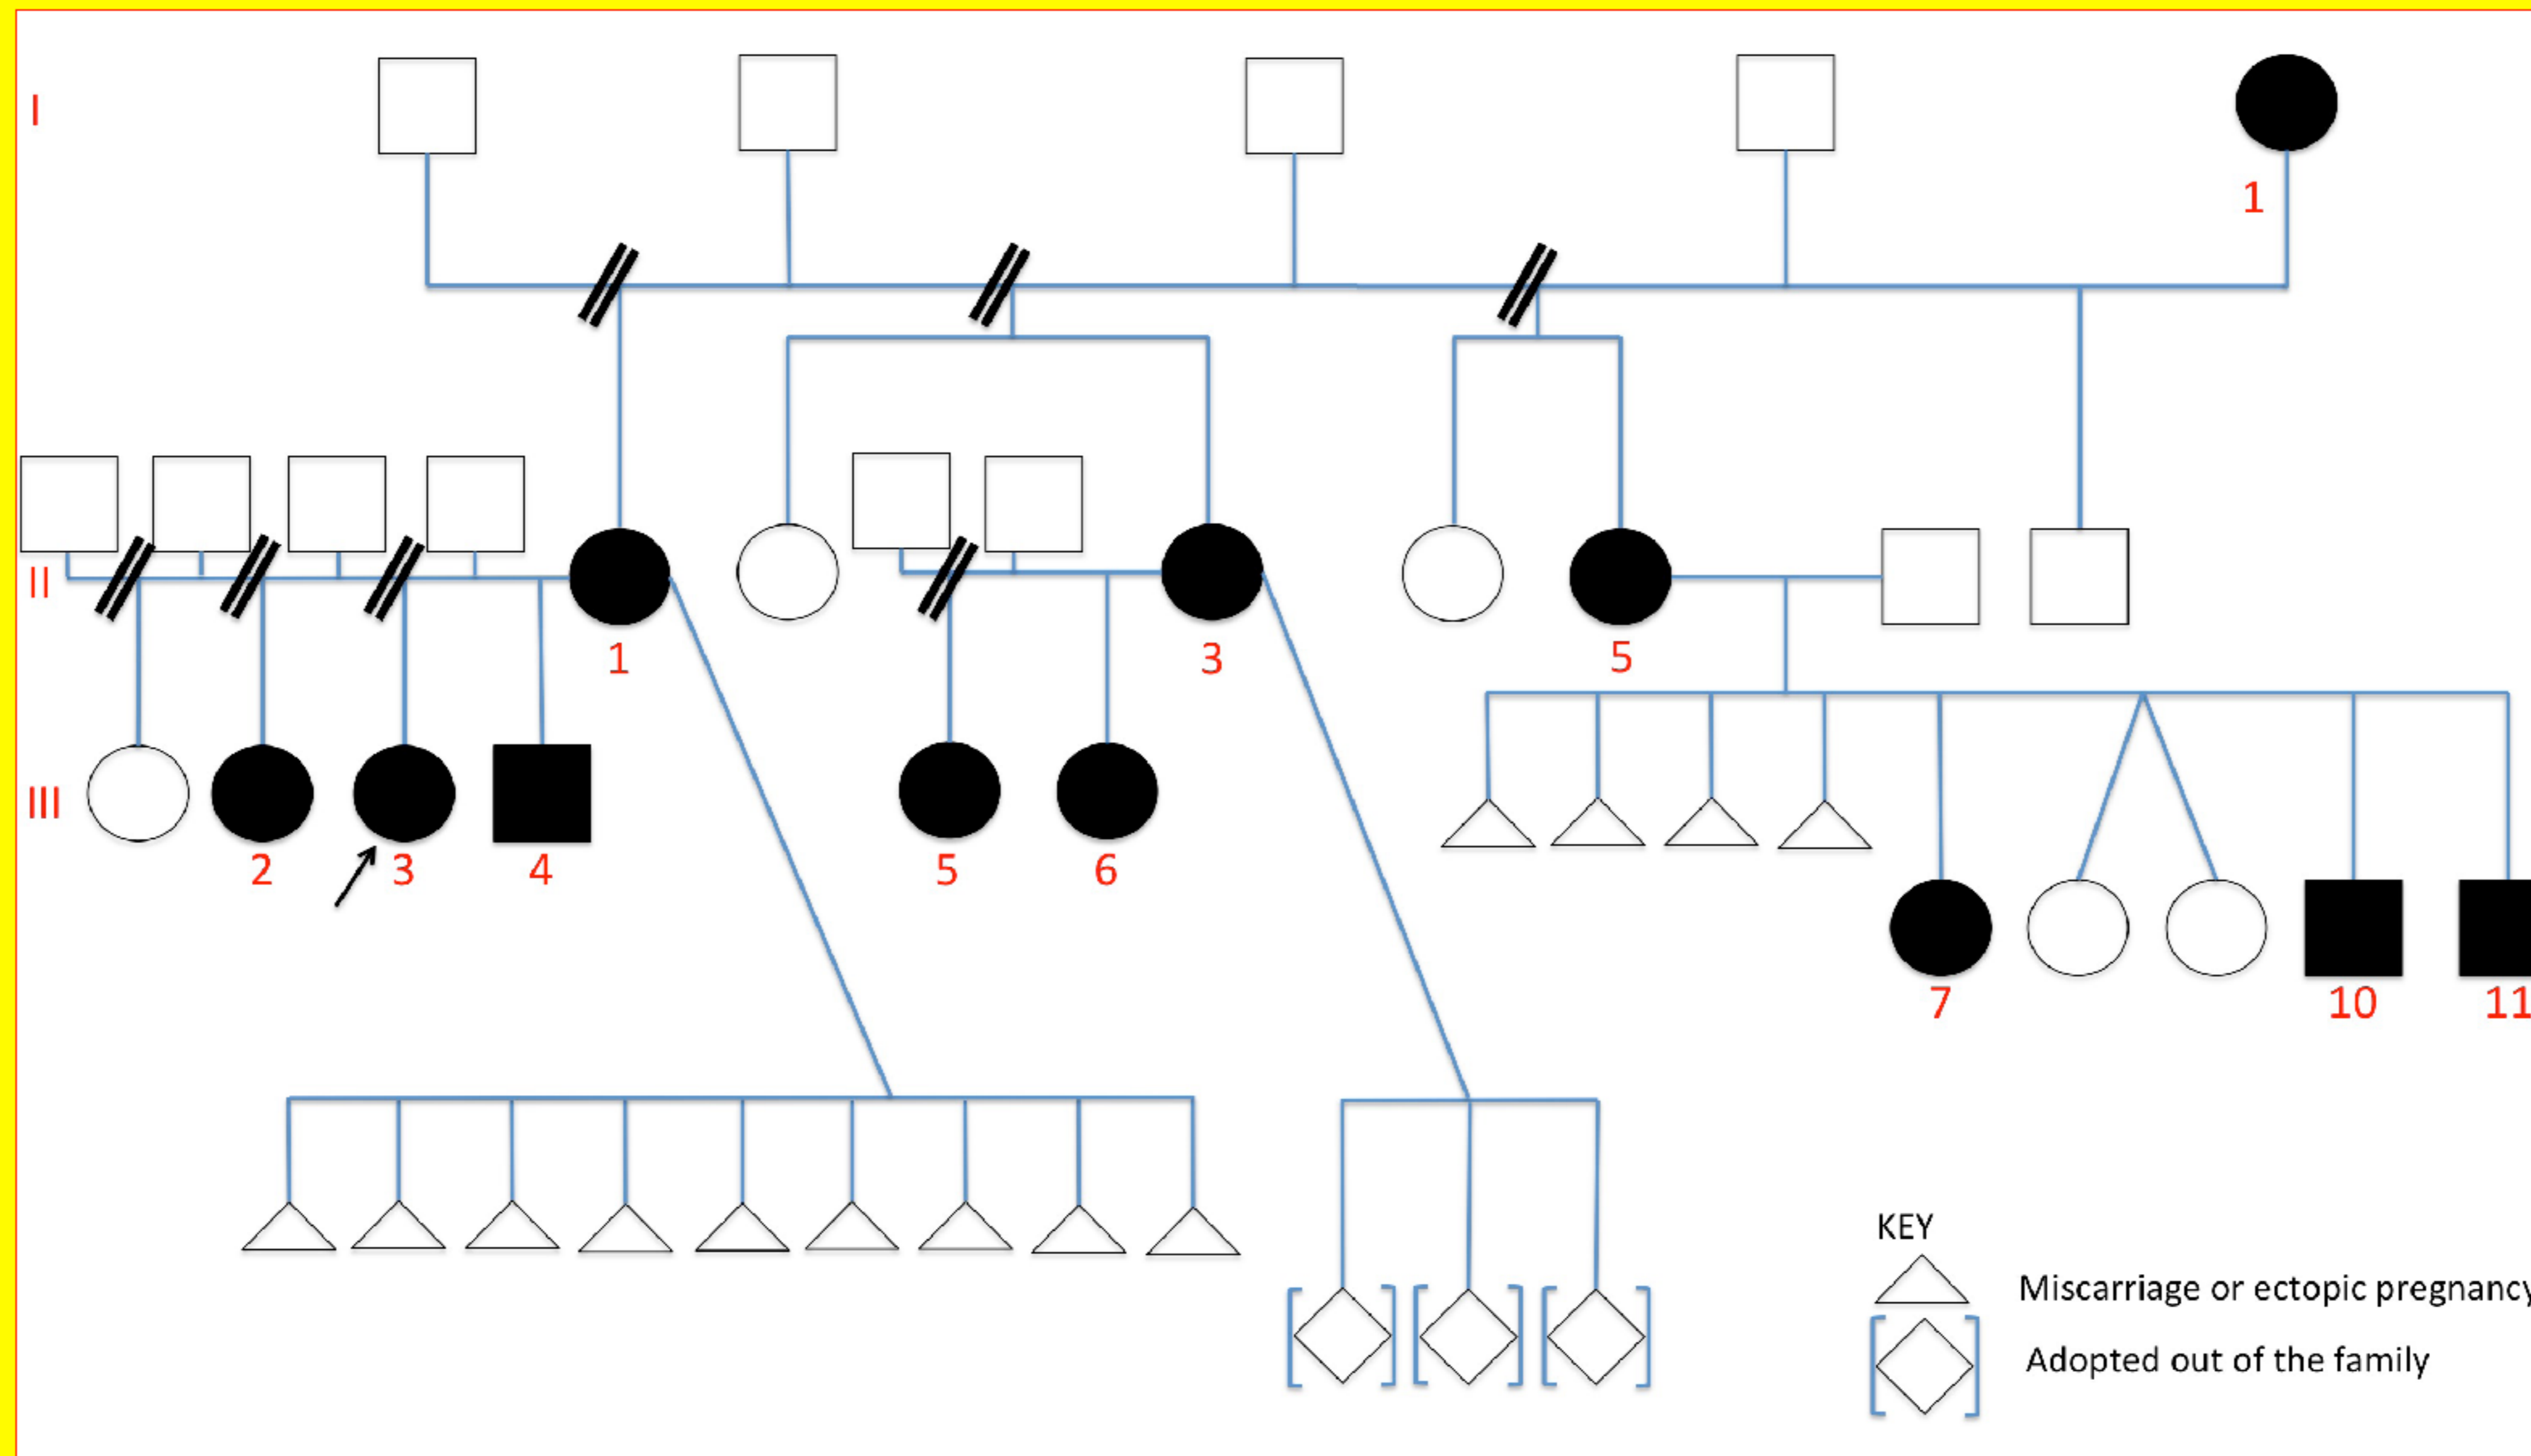 I
1
II
1
3
5
III
2
3
4
5
6
7
10
11
KEY
Miscarriage or ectopic pregnancy
Adopted out of the family